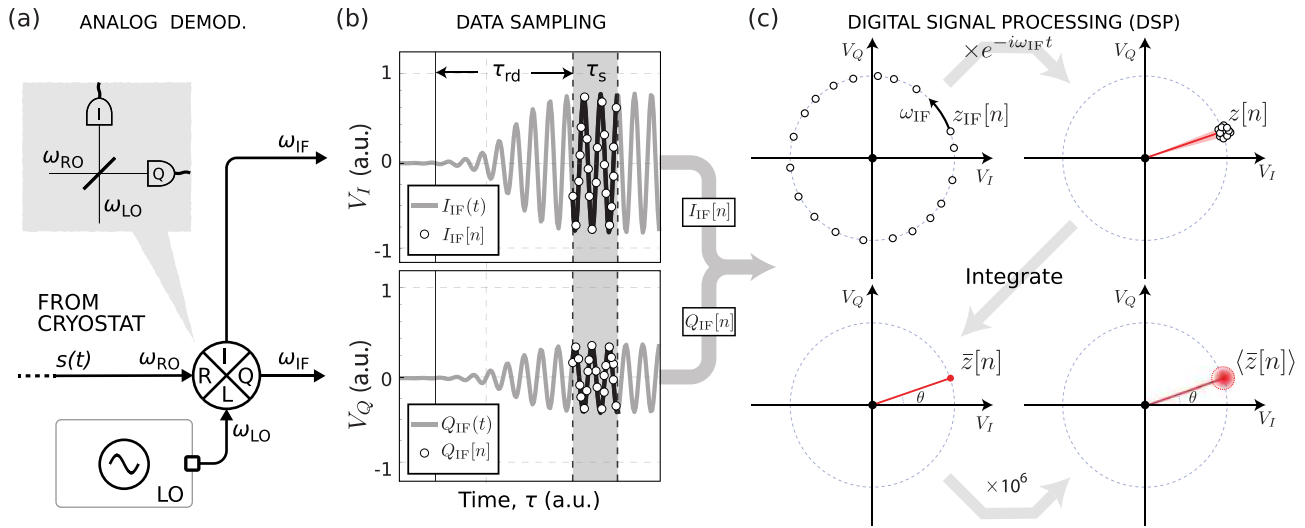 (a) ANALOG DEMOD.
I
ω_RO
Q
ω_LO
ω_IF
FROM
CRYOSTAT
s(t)
ω_RO
I
R
Q
L
ω_IF
ω_LO
LO
(b) DATA SAMPLING
τ_rd
τ_s
1
0
-1
V_I (a.u.)
I_IF(t)
I_IF[n]
1
0
-1
V_Q (a.u.)
Q_IF(t)
Q_IF[n]
Time, τ (a.u.)
I_IF[n]
Q_IF[n]
(c) DIGITAL SIGNAL PROCESSING (DSP)
V_Q
ω_IF
z_IF[n]
V_I
×e^{-iω_IF t}
V_Q
z[n]
V_I
Integrate
V_Q
z̄[n]
θ
V_I
×10^6
V_Q
⟨z̄[n]⟩
θ
V_I